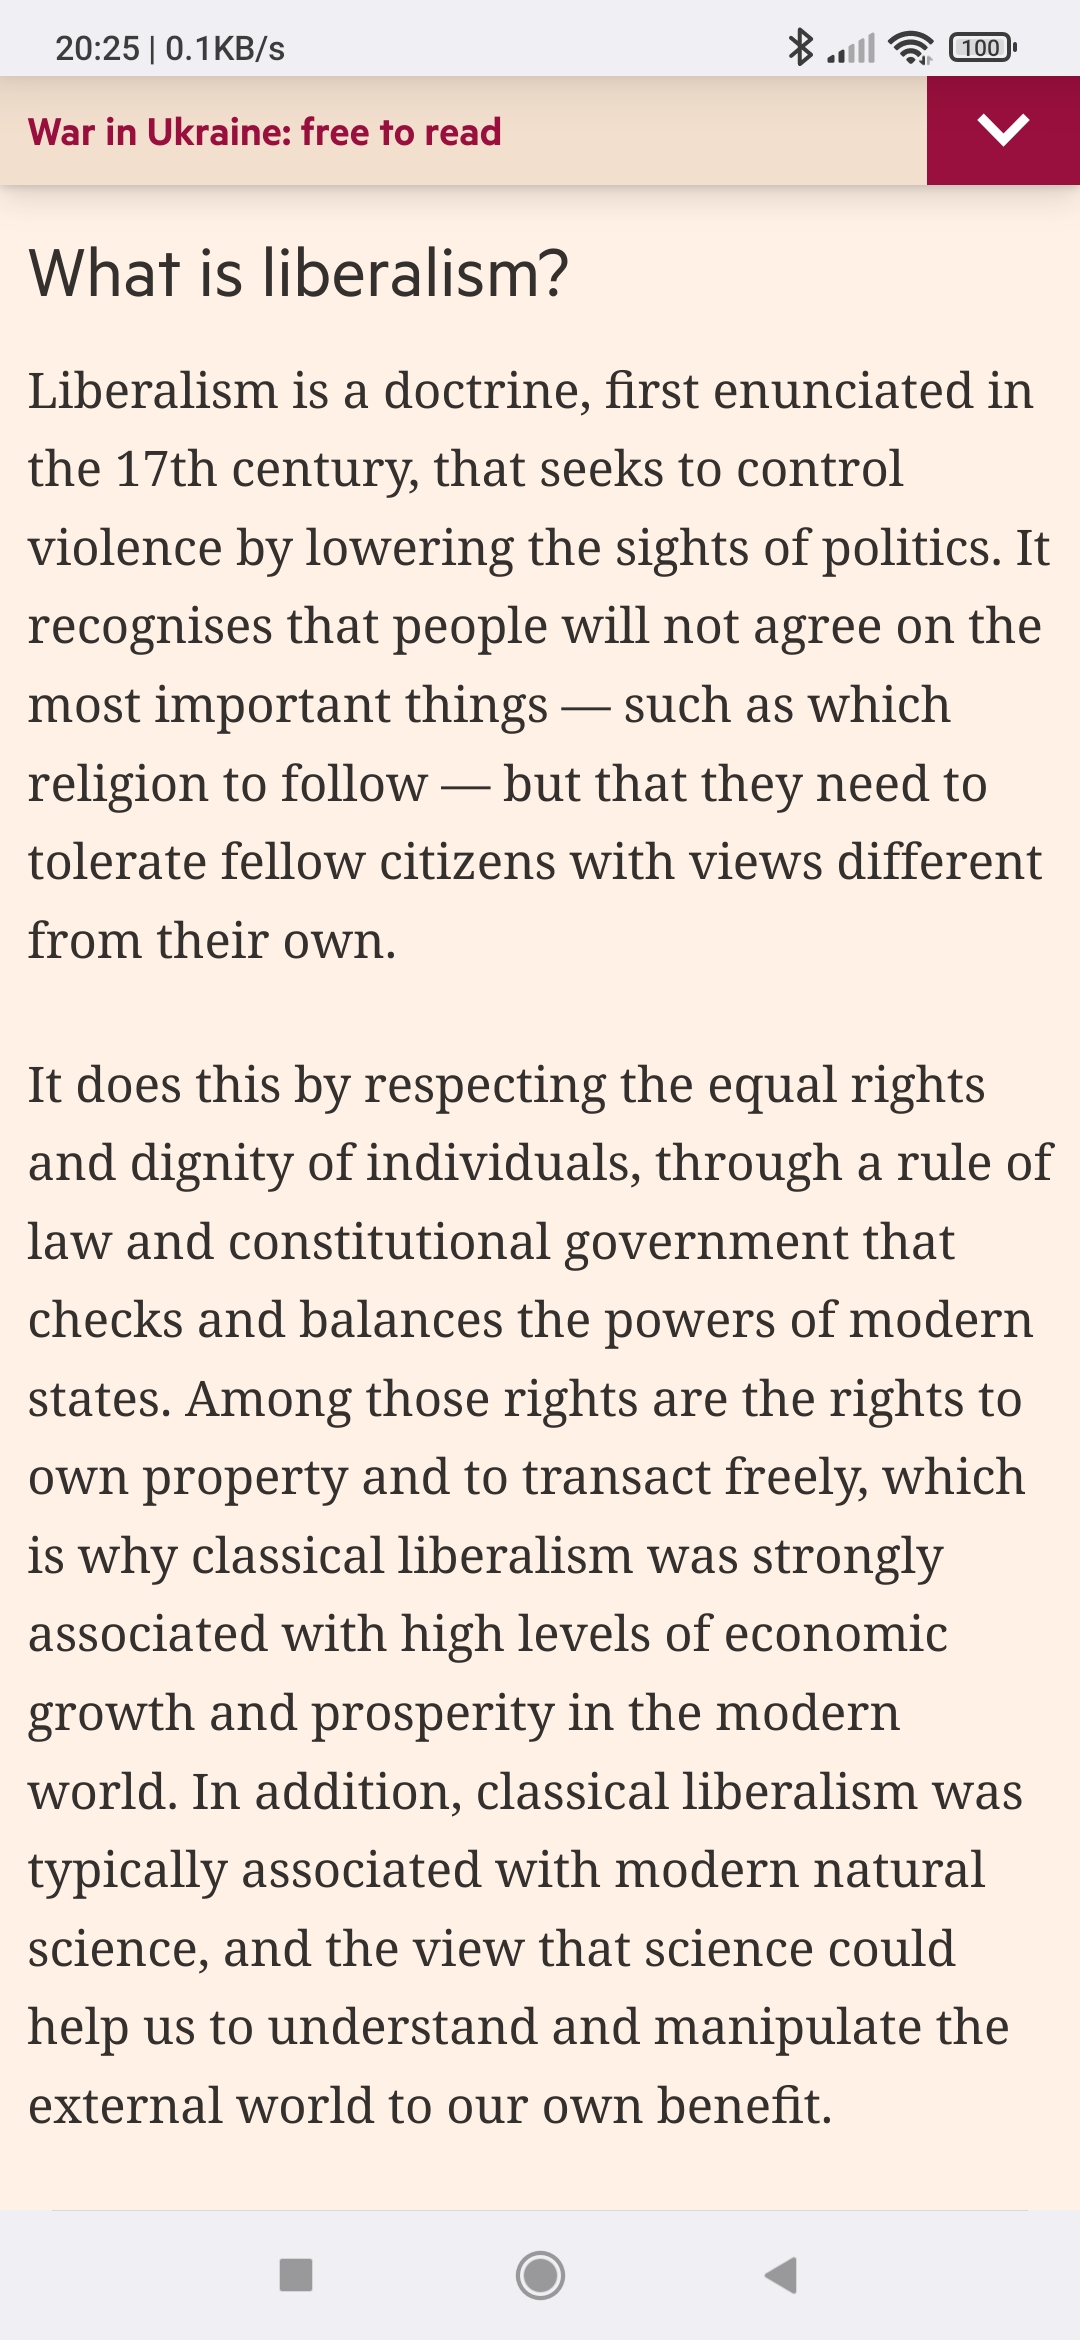 20:25 | 0.1KB/s
100
War in Ukraine: free to read
What is liberalism?
Liberalism is a doctrine, first enunciated in
the 17th century, that seeks to control
violence by lowering the sights of politics. It
recognises that people will not agree on the
most important things — such as which
religion to follow — but that they need to
tolerate fellow citizens with views different
from their own.
It does this by respecting the equal rights
and dignity of individuals, through a rule of
law and constitutional government that
checks and balances the powers of modern
states. Among those rights are the rights to
own property and to transact freely, which
is why classical liberalism was strongly
associated with high levels of economic
growth and prosperity in the modern
world. In addition, classical liberalism was
typically associated with modern natural
science, and the view that science could
help us to understand and manipulate the
external world to our own benefit.